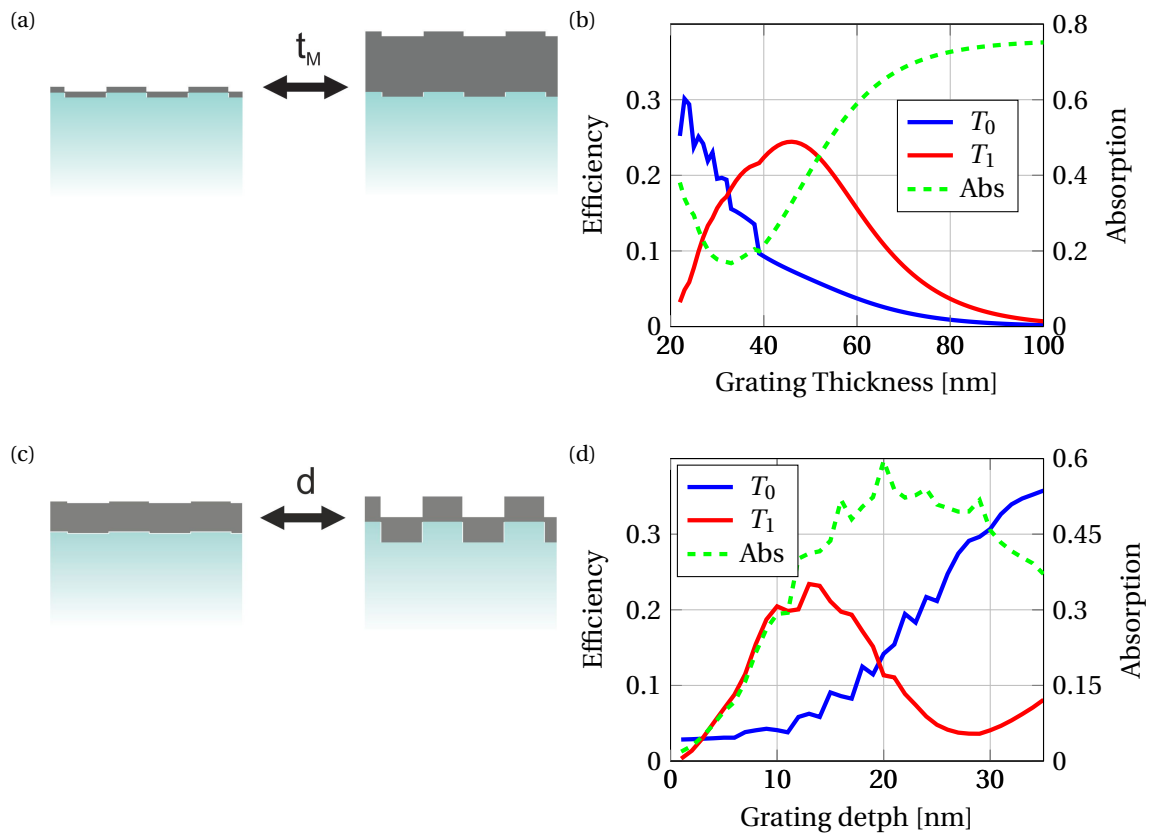 (a)
t_M
(b)
Efficiency
Absorption
0.3
0.2
0.1
0
0.8
0.6
0.4
0.2
0
T_0
T_1
Abs
20 40 60 80 100
Grating Thickness [nm]
(c)
d
(d)
Efficiency
Absorption
0.3
0.2
0.1
0
0.6
0.45
0.3
0.15
0
T_0
T_1
Abs
0 10 20 30
Grating detph [nm]